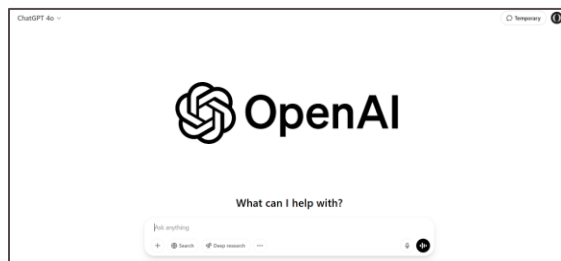 ChatGPT 4o
Temporary
OpenAI
What can I help with?
Ask anything
Search
Deep research